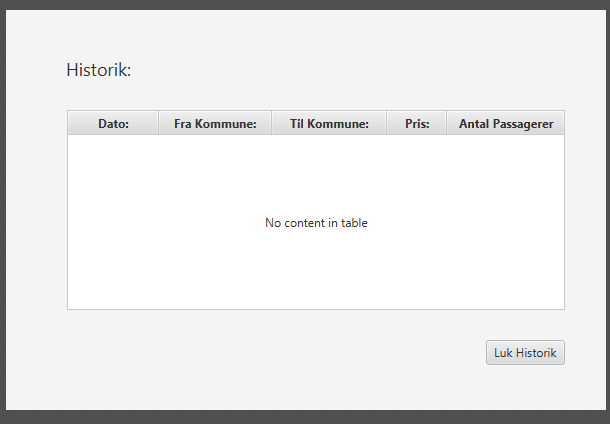 Historik:
Dato: Fra Kommune: Til Kommune: Pris: Antal Passagerer
No content in table
Luk Historik